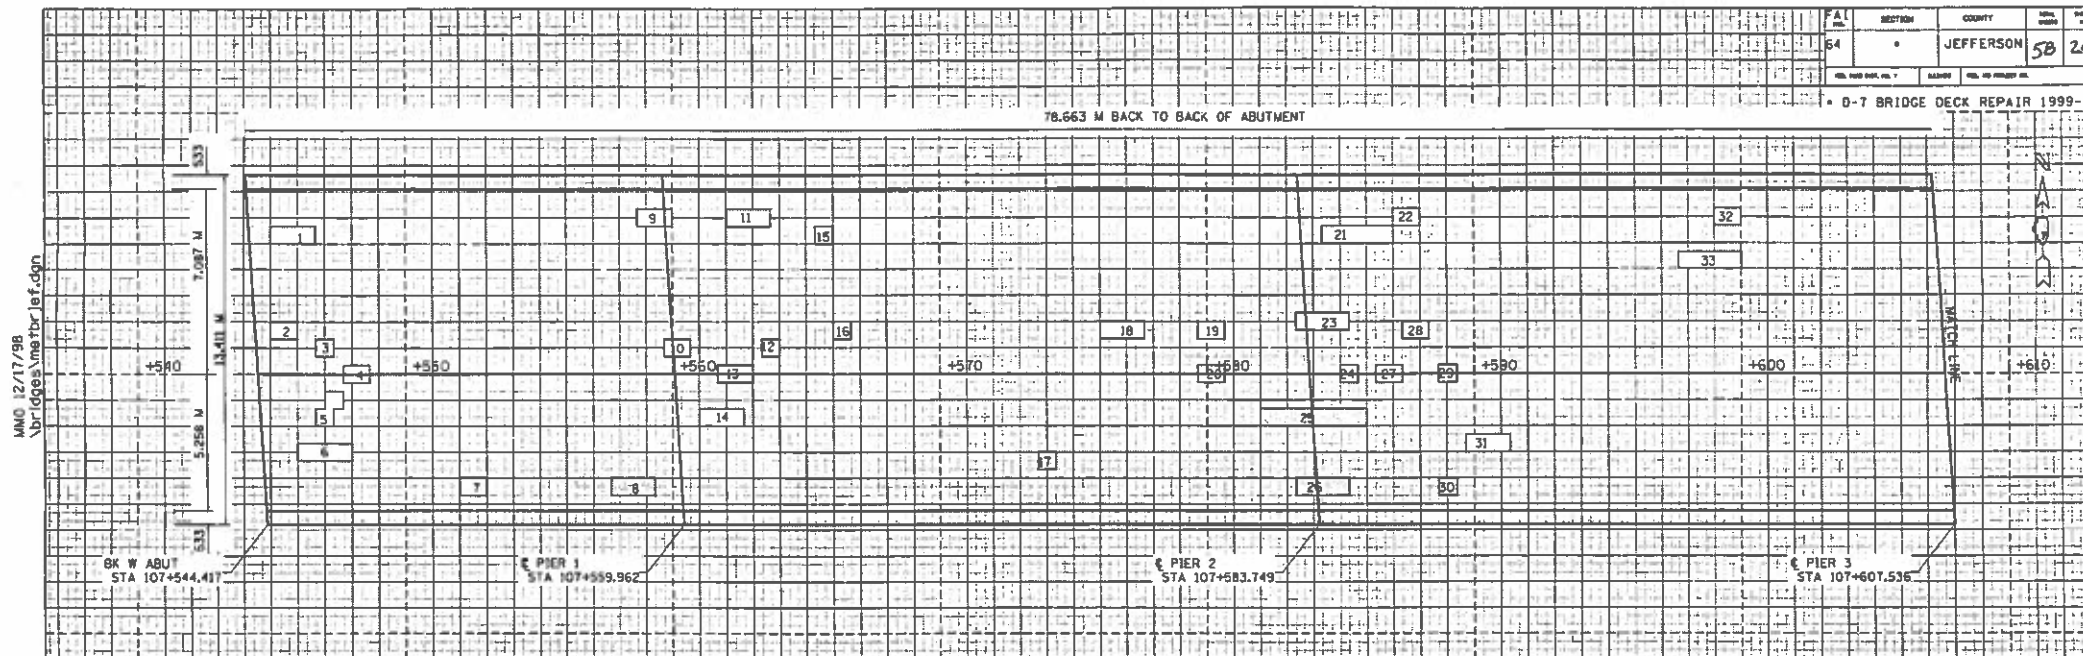 F.A.I. NO. SECTION COUNTY
64 • JEFFERSON 58
• D-7 BRIDGE DECK REPAIR 1999-
78.663 M BACK TO BACK OF ABUTMENT
MMO 12/17/98
\bridges\metbrjef.dgn
533
7.087 M
13.411 M
5.258 M
533
N
9 11 22 32
1 15 21
33
2 16 18 19 23 28
3 10 12
+540 +550 +560 +570 +580 +590 +600 +610
4 13 20 24 27 29
5 14 25
6 31
17
7 8 26 30
MATCH LINE
BK W ABUT
STA 107+544.417
℄ PIER 1
STA 107+559.962
℄ PIER 2
STA 107+583.749
℄ PIER 3
STA 107+607.536